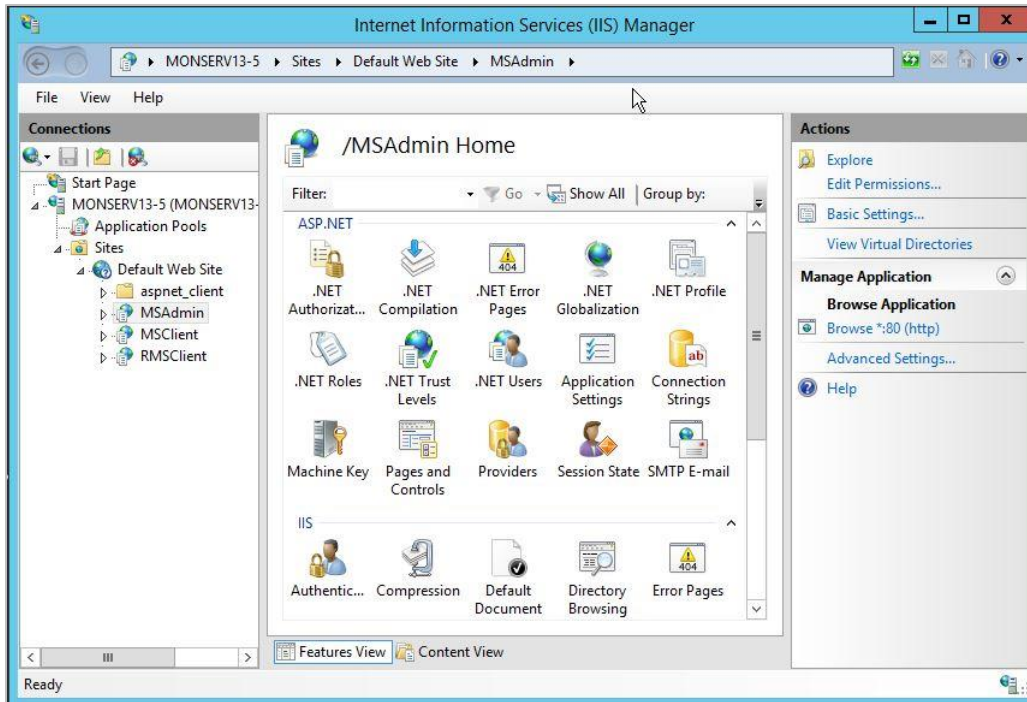 Internet Information Services (IIS) Manager
MONSERV13-5 Sites Default Web Site MSAdmin
File View Help
Connections
Start Page
MONSERV13-5 (MONSERV13-
Application Pools
Sites
Default Web Site
aspnet_client
MSAdmin
MSClient
RMSClient
/MSAdmin Home
Filter: Go Show All Group by:
ASP.NET
.NET Authorizat...
.NET Compilation
.NET Error Pages
.NET Globalization
.NET Profile
.NET Roles
.NET Trust Levels
.NET Users
Application Settings
Connection Strings
Machine Key
Pages and Controls
Providers
Session State
SMTP E-mail
IIS
Authentic...
Compression
Default Document
Directory Browsing
Error Pages
Features View Content View
Actions
Explore
Edit Permissions...
Basic Settings...
View Virtual Directories
Manage Application
Browse Application
Browse *:80 (http)
Advanced Settings...
Help
Ready